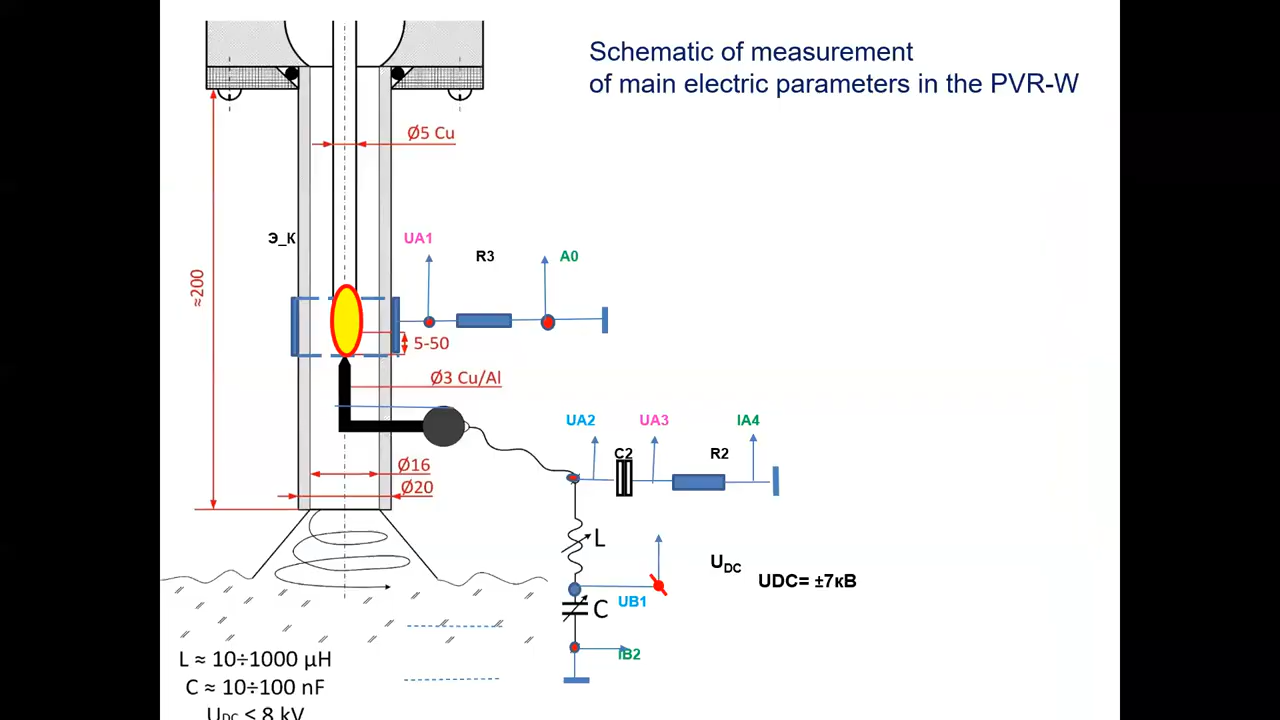 Schematic of measurement
of main electric parameters in the PVR-W
Ø5 Cu
Э_К
UA1
R3
A0
≈200
5-50
Ø3 Cu/Al
UA2
UA3
IA4
C2
R2
Ø16
Ø20
L
UDC
UDC= ±7кВ
UB1
C
IB2
L ≈ 10÷1000 µH
C ≈ 10÷100 nF
UDC < 8 kV